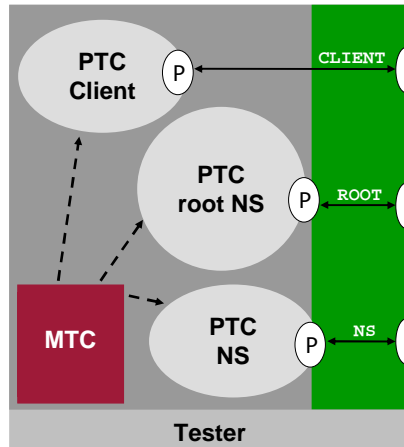 PTC
Client
P
CLIENT
PTC
root NS
P
ROOT
MTC
PTC
NS
P
NS
Tester